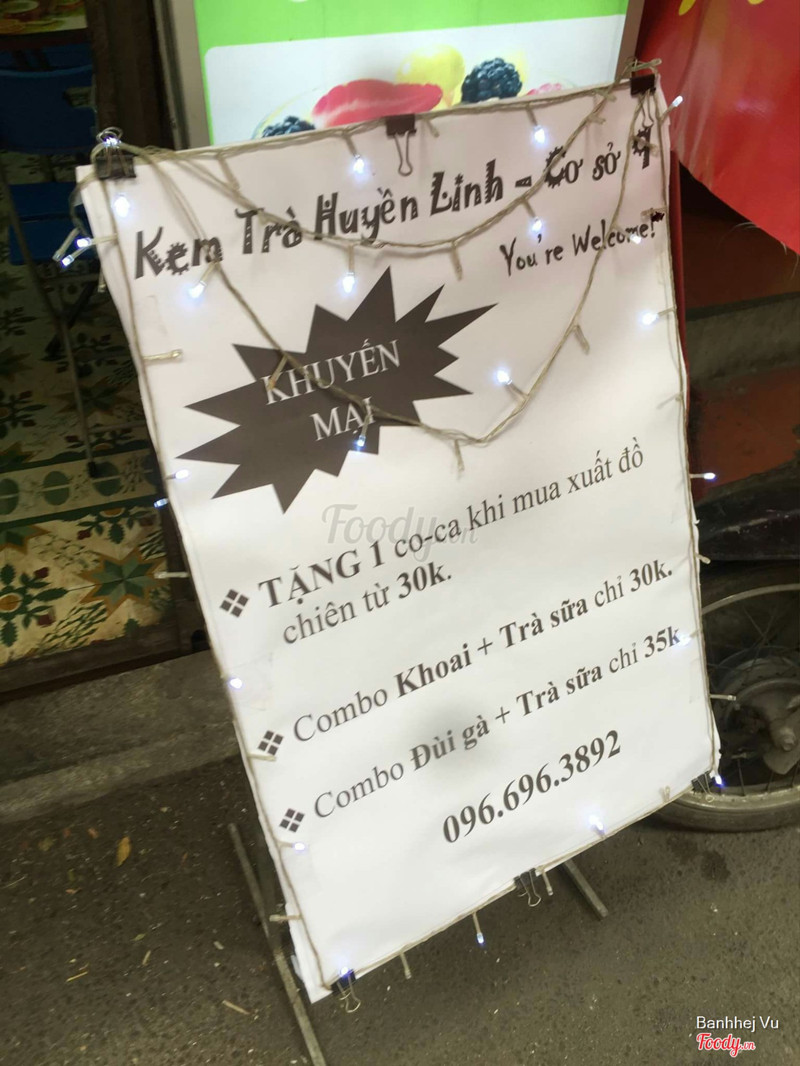 Kem Trà Huyền Linh - Cơ sở 9
You're Welcome!
KHUYẾN
MẠI
Foody.vn
❖ TẶNG 1 co-ca khi mua xuất đồ
chiên từ 30k.
❖ Combo Khoai + Trà sữa chỉ 30k.
❖ Combo Đùi gà + Trà sữa chỉ 35k
096.696.3892
Banhhej Vu
Foody.vn